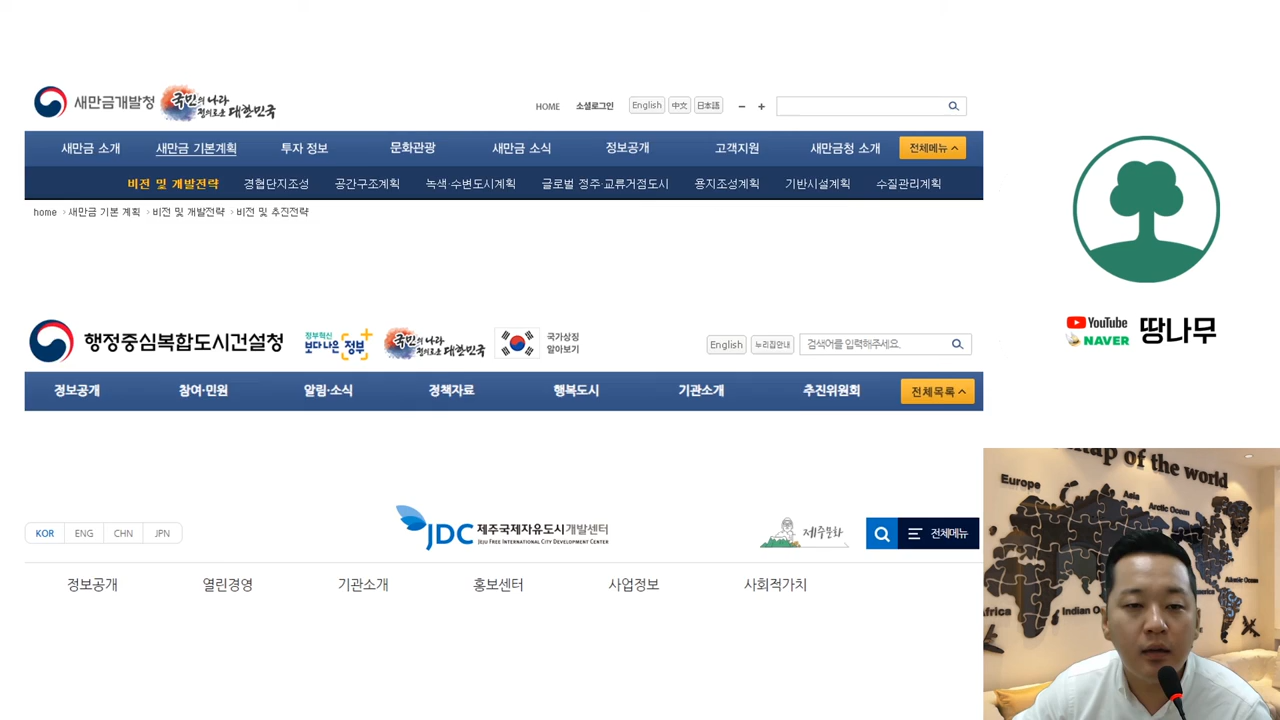 새만금개발청 국민의 나라 정의로운 대한민국
HOME 소셜로그인 English 中文 日本語 - +
새만금 소개 새만금 기본계획 투자 정보 문화관광 새만금 소식 정보공개 고객지원 새만금청 소개 전체메뉴
비전 및 개발전략 경협단지조성 공간구조계획 녹색·수변도시계획 글로벌 정주·교류거점도시 용지조성계획 기반시설계획 수질관리계획
home > 새만금 기본 계획 > 비전 및 개발전략 > 비전 및 추진전략
행정중심복합도시건설청 정부혁신 보다나은 정부 국민의 나라 정의로운 대한민국 국가상징 알아보기
English 누리집안내 검색어를 입력해주세요.
정보공개 참여·민원 알림·소식 정책자료 행복도시 기관소개 추진위원회 전체목록
KOR ENG CHN JPN
JDC 제주국제자유도시개발센터
JEJU FREE INTERNATIONAL CITY DEVELOPMENT CENTER
제주문화 전체메뉴
정보공개 열린경영 기관소개 홍보센터 사업정보 사회적가치
YouTube
NAVER
땅나무
map of the world
Europe
Asia
Arctic Ocean
Atlantic Ocean
Africa
Indian